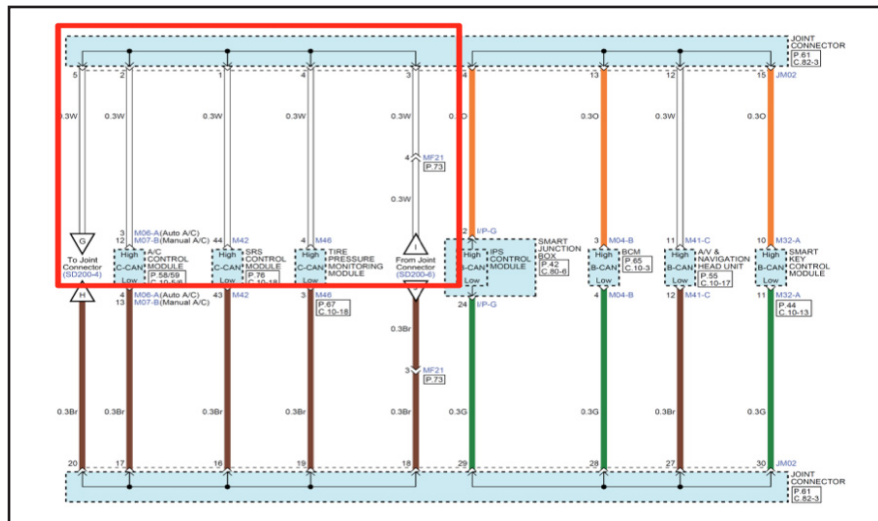 JOINT
CONNECTOR
P.61
C.82-3
5 2 1 4 3 4 13 12 15 JM02
0.3W 0.3W 0.3W 0.3W 0.3W 0.3O 0.3O 0.3W 0.3O
4 MF21
P.73
0.3W
G
To Joint
Connector
(SD200-4)
H
3 M06-A(Auto A/C)
12 M07-B(Manual A/C)
High
C-CAN
Low
A/C
CONTROL
MODULE
P.58/59
4 M06-A(Auto A/C)
13 M07-B(Manual A/C)
44 M42
High
C-CAN
Low
SRS
CONTROL
MODULE
P.76
C.10-18
43 M42
4 M46
High
C-CAN
Low
TIRE
PRESSURE
MONITORING
MODULE
3 M46
P.67
C.10-18
I
From Joint
Connector
(SD200-6)
2 I/P-G
High
B-CAN
Low
IPS
CONTROL
MODULE
SMART
JUNCTION
BOX
P.42
C.80-6
24 I/P-G
3 M04-B
High
B-CAN
Low
BCM
P.65
C.10-3
4 M04-B
11 M41-C
High
B-CAN
Low
A/V &
NAVIGATION
HEAD UNIT
P.55
C.10-17
12 M41-C
10 M32-A
High
B-CAN
Low
SMART
KEY
CONTROL
MODULE
11 M32-A
P.44
C.10-13
0.3Br
3 MF21
P.73
0.3Br 0.3Br 0.3Br 0.3Br 0.3Br 0.3G 0.3G 0.3Br 0.3G
20 17 16 19 18 29 28 27 30 JM02
JOINT
CONNECTOR
P.61
C.82-3